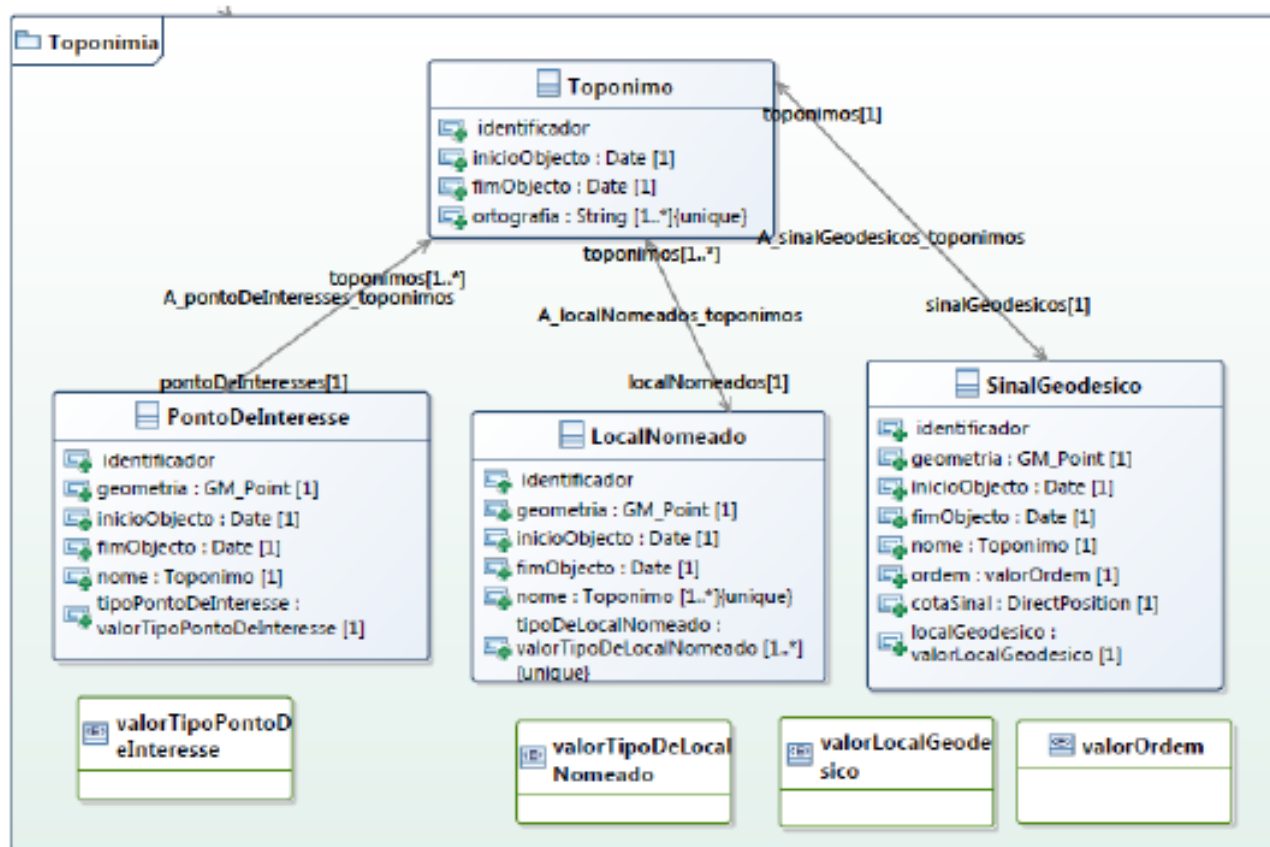 Toponimia
Toponimo
identificador
inicioObjecto : Date [1]
fimObjecto : Date [1]
ortografia : String [1..*]{unique}
toponimos[1]
toponimos[1..*]
A_pontoDeInteresses_toponimos
pontoDeInteresses[1]
toponimos[1..*]
A_localNomeados_toponimos
localNomeados[1]
A_sinalGeodesicos_toponimos
sinalGeodesicos[1]
PontoDeInteresse
identificador
geometria : GM_Point [1]
inicioObjecto : Date [1]
fimObjecto : Date [1]
nome : Toponimo [1]
tipoPontoDeInteresse :
valorTipoPontoDeInteresse [1]
LocalNomeado
identificador
geometria : GM_Point [1]
inicioObjecto : Date [1]
fimObjecto : Date [1]
nome : Toponimo [1..*]{unique}
tipoDeLocalNomeado :
valorTipoDeLocalNomeado [1..*]
{unique}
SinalGeodesico
identificador
geometria : GM_Point [1]
inicioObjecto : Date [1]
fimObjecto : Date [1]
nome : Toponimo [1]
ordem : valorOrdem [1]
cotaSinal : DirectPosition [1]
localGeodesico :
valorLocalGeodesico [1]
valorTipoPontoD
eInteresse
valorTipoDeLocal
Nomeado
valorLocalGeode
sico
valorOrdem